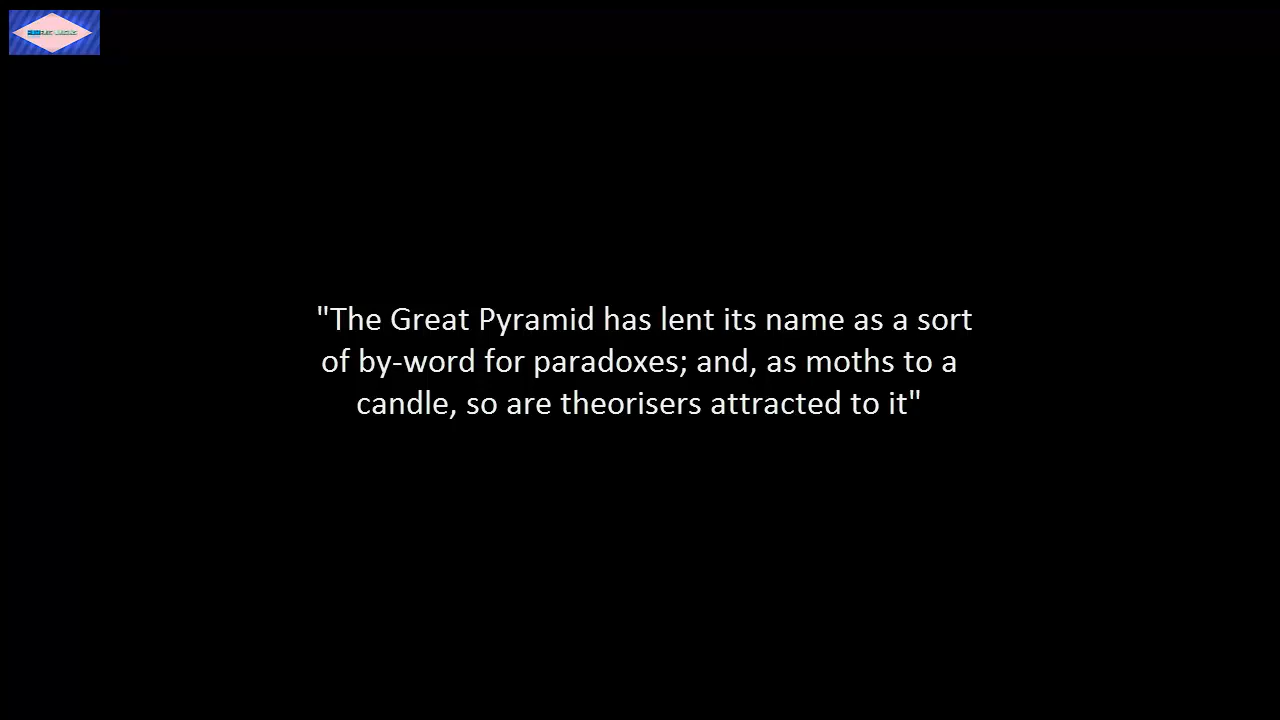 "The Great Pyramid has lent its name as a sort
of by-word for paradoxes; and, as moths to a
candle, so are theorisers attracted to it"